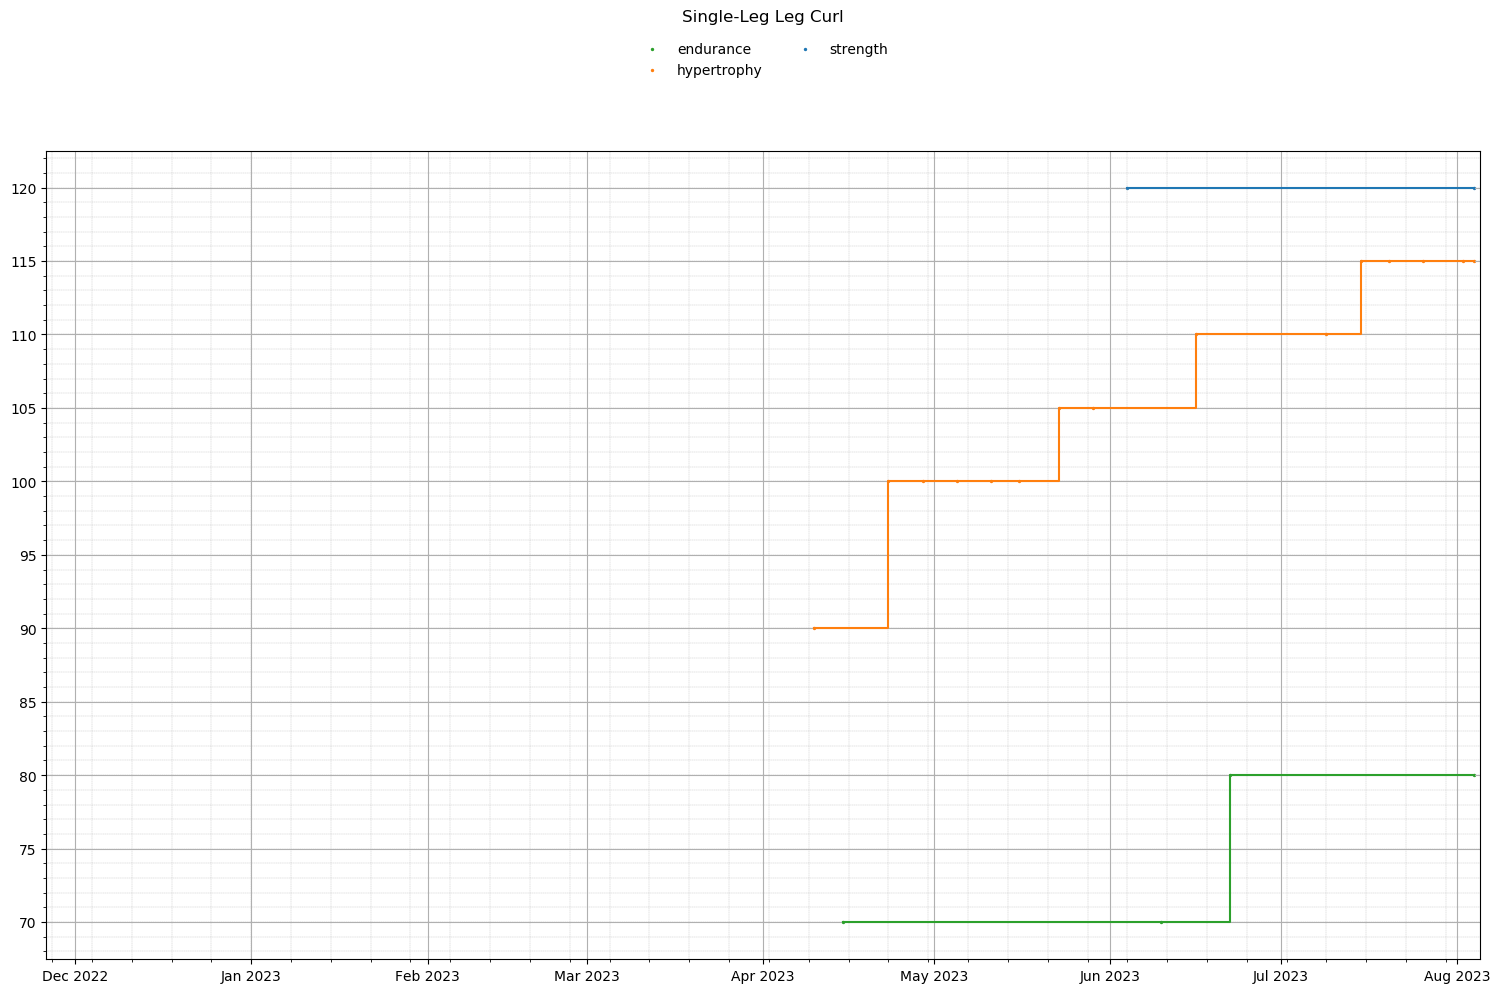 Single-Leg Leg Curl
endurance
hypertrophy
strength
120
115
110
105
100
95
90
85
80
75
70
Dec 2022
Jan 2023
Feb 2023
Mar 2023
Apr 2023
May 2023
Jun 2023
Jul 2023
Aug 2023